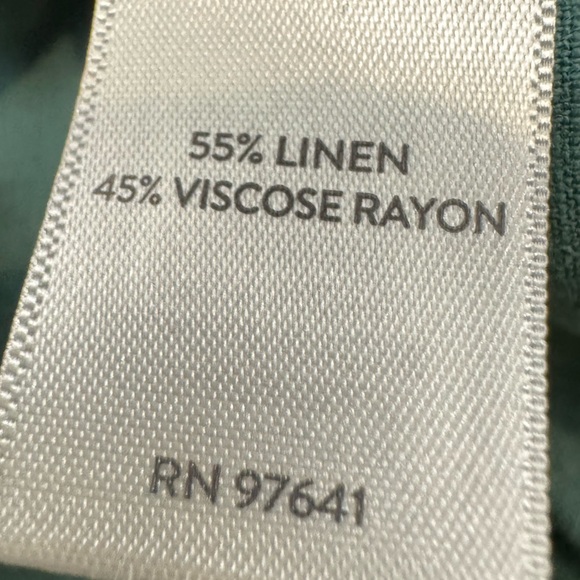 55% LINEN
45% VISCOSE RAYON
RN 97641